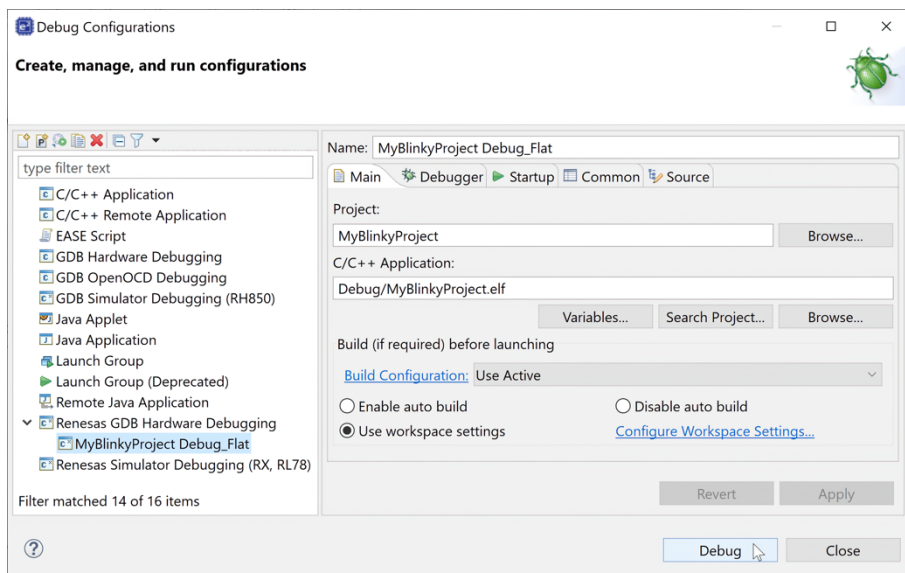 Debug Configurations
Create, manage, and run configurations
type filter text
C/C++ Application
C/C++ Remote Application
EASE Script
GDB Hardware Debugging
GDB OpenOCD Debugging
GDB Simulator Debugging (RH850)
Java Applet
Java Application
Launch Group
Launch Group (Deprecated)
Remote Java Application
Renesas GDB Hardware Debugging
MyBlinkyProject Debug_Flat
Renesas Simulator Debugging (RX, RL78)
Filter matched 14 of 16 items
Name: MyBlinkyProject Debug_Flat
Main Debugger Startup Common Source
Project:
MyBlinkyProject Browse...
C/C++ Application:
Debug/MyBlinkyProject.elf
Variables... Search Project... Browse...
Build (if required) before launching
Build Configuration: Use Active
Enable auto build Disable auto build
Use workspace settings Configure Workspace Settings...
Revert Apply
Debug Close